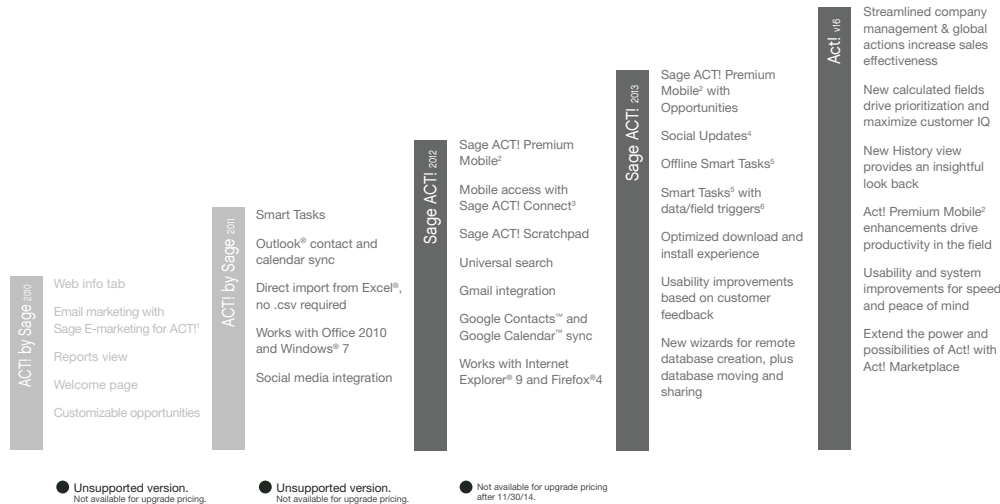 ACT! by Sage 2010
Web info tab
Email marketing with
Sage E-marketing for ACT!¹
Reports view
Welcome page
Customizable opportunities
ACT! by Sage 2011
Smart Tasks
Outlook® contact and
calendar sync
Direct import from Excel®,
no .csv required
Works with Office 2010
and Windows® 7
Social media integration
Sage ACT! 2012
Sage ACT! Premium
Mobile²
Mobile access with
Sage ACT! Connect³
Sage ACT! Scratchpad
Universal search
Gmail integration
Google Contacts™ and
Google Calendar™ sync
Works with Internet
Explorer® 9 and Firefox®4
Sage ACT! 2013
Sage ACT! Premium
Mobile² with
Opportunities
Social Updates⁴
Offline Smart Tasks⁵
Smart Tasks⁵ with
data/field triggers⁶
Optimized download and
install experience
Usability improvements
based on customer
feedback
New wizards for remote
database creation, plus
database moving and
sharing
Act! v16
Streamlined company
management & global
actions increase sales
effectiveness
New calculated fields
drive prioritization and
maximize customer IQ
New History view
provides an insightful
look back
Act! Premium Mobile²
enhancements drive
productivity in the field
Usability and system
improvements for speed
and peace of mind
Extend the power and
possibilities of Act! with
Act! Marketplace
Unsupported version.
Not available for upgrade pricing.
Unsupported version.
Not available for upgrade pricing.
Not available for upgrade pricing
after 11/30/14.